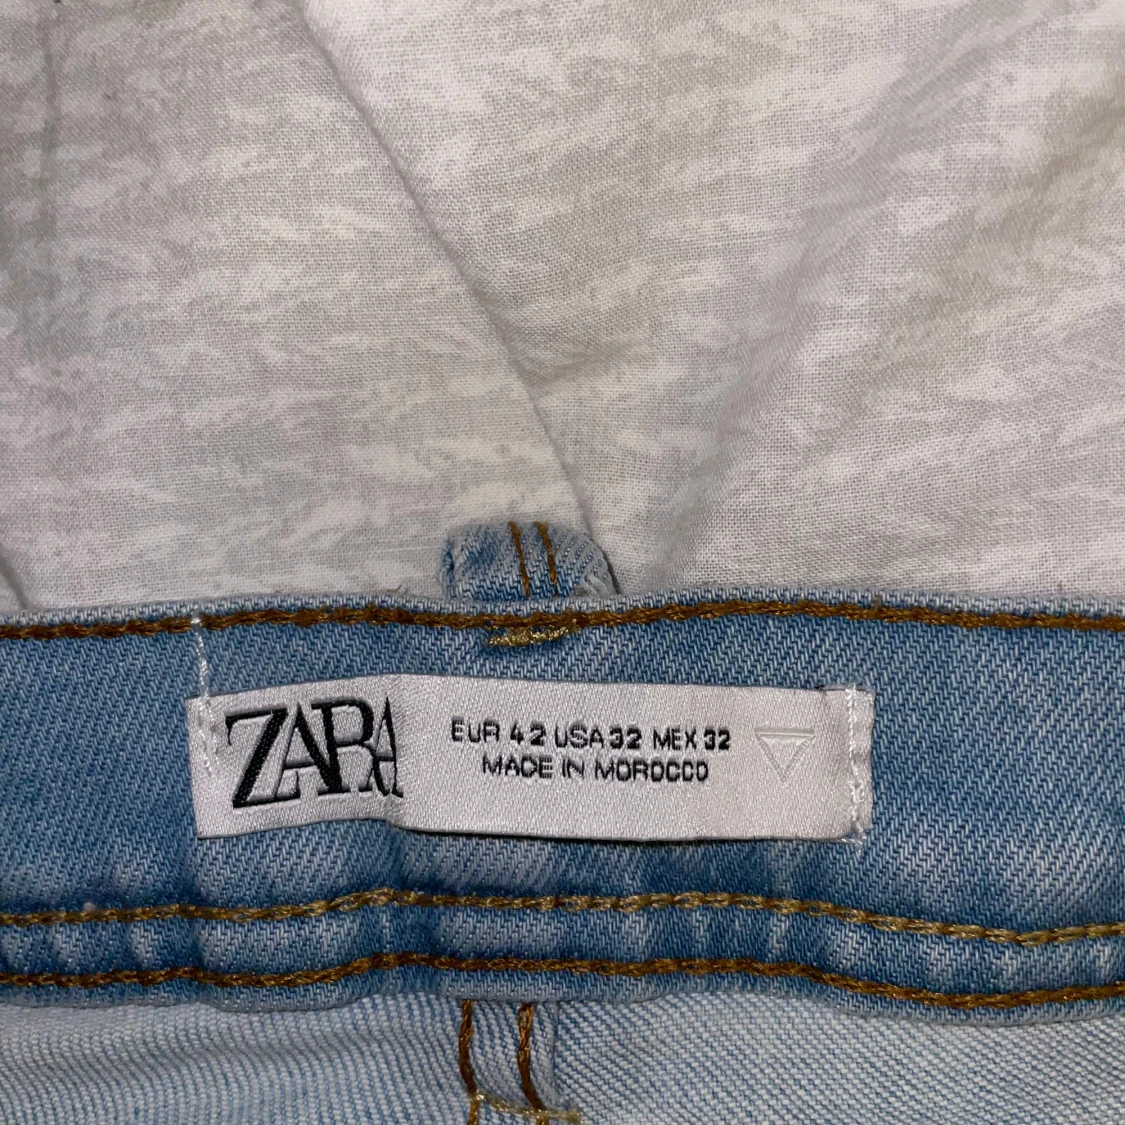 ZARA
EUR 42 USA 32 MEX 32
MADE IN MOROCCO